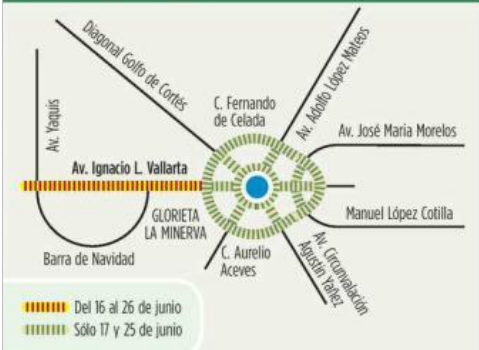 Diagonal Golfo de Cortés
Av. Adolfo López Mateos
Av. Yaquis
C. Fernando
de Celada
Av. José María Morelos
Av. Ignacio L. Vallarta
GLORIETA
LA MINERVA
Manuel López Cotilla
Barra de Navidad
C. Aurelio
Aceves
Av. Circunvalación
Agustín Yañez
Del 16 al 26 de junio
Sólo 17 y 25 de junio